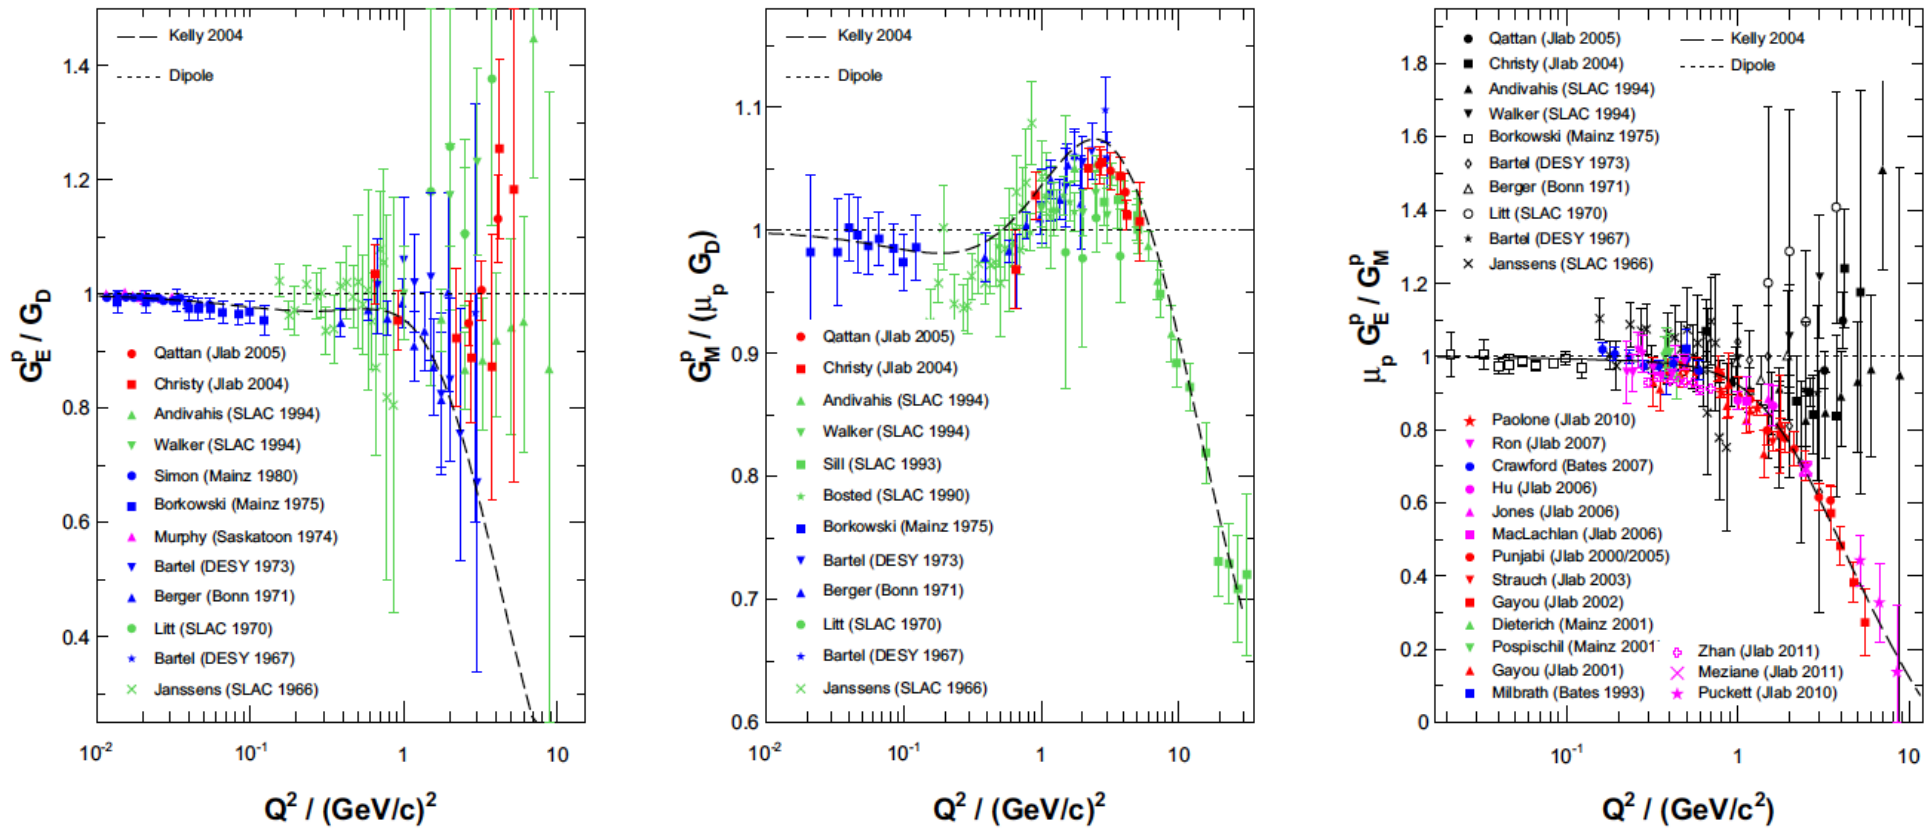 Kelly 2004
Dipole
1.4
1.2
1
0.8
0.6
0.4
G_E^p / G_D
Qattan (Jlab 2005)
Christy (Jlab 2004)
Andivahis (SLAC 1994)
Walker (SLAC 1994)
Simon (Mainz 1980)
Borkowski (Mainz 1975)
Murphy (Saskatoon 1974)
Bartel (DESY 1973)
Berger (Bonn 1971)
Litt (SLAC 1970)
Bartel (DESY 1967)
Janssens (SLAC 1966)
10^-2
10^-1
1
10
Q^2 / (GeV/c)^2
Kelly 2004
Dipole
1.1
1
0.9
0.8
0.7
0.6
G_M^p / (μ_p G_D)
Qattan (Jlab 2005)
Christy (Jlab 2004)
Andivahis (SLAC 1994)
Walker (SLAC 1994)
Sill (SLAC 1993)
Bosted (SLAC 1990)
Borkowski (Mainz 1975)
Bartel (DESY 1973)
Berger (Bonn 1971)
Litt (SLAC 1970)
Bartel (DESY 1967)
Janssens (SLAC 1966)
10^-2
10^-1
1
10
Q^2 / (GeV/c)^2
Qattan (Jlab 2005)
Christy (Jlab 2004)
Andivahis (SLAC 1994)
Walker (SLAC 1994)
Borkowski (Mainz 1975)
Bartel (DESY 1973)
Berger (Bonn 1971)
Litt (SLAC 1970)
Bartel (DESY 1967)
Janssens (SLAC 1966)
Kelly 2004
Dipole
1.8
1.6
1.4
1.2
1
0.8
0.6
0.4
0.2
0
μ_p G_E^p / G_M^p
Paolone (Jlab 2010)
Ron (Jlab 2007)
Crawford (Bates 2007)
Hu (Jlab 2006)
Jones (Jlab 2006)
MacLachlan (Jlab 2006)
Punjabi (Jlab 2000/2005)
Strauch (Jlab 2003)
Gayou (Jlab 2002)
Dieterich (Mainz 2001)
Pospischil (Mainz 2001
Gayou (Jlab 2001)
Milbrath (Bates 1993)
Zhan (Jlab 2011)
Meziane (Jlab 2011)
Puckett (Jlab 2010)
10^-1
1
10
Q^2 / (GeV/c^2)